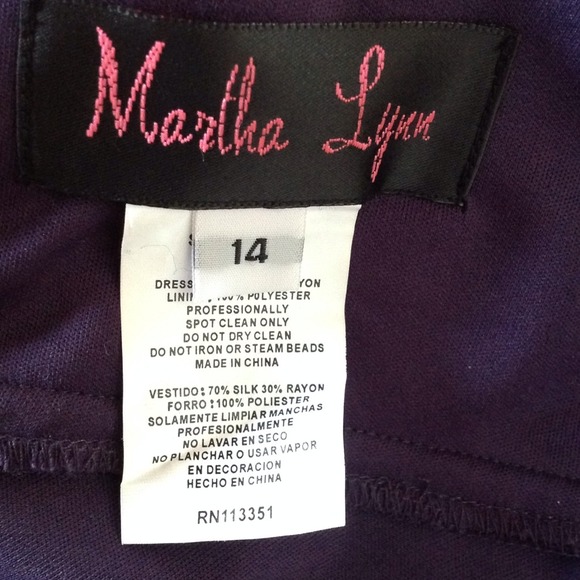 Martha Lynn
14
DRESS
LINING: 100% POLYESTER
PROFESSIONALLY
SPOT CLEAN ONLY
DO NOT DRY CLEAN
DO NOT IRON OR STEAM BEADS
MADE IN CHINA
VESTIDO: 70% SILK 30% RAYON
FORRO: 100% POLIESTER
SOLAMENTE LIMPIAR MANCHAS
PROFESIONALMENTE
NO LAVAR EN SECO
NO PLANCHAR O USAR VAPOR
EN DECORACION
HECHO EN CHINA
RN113351